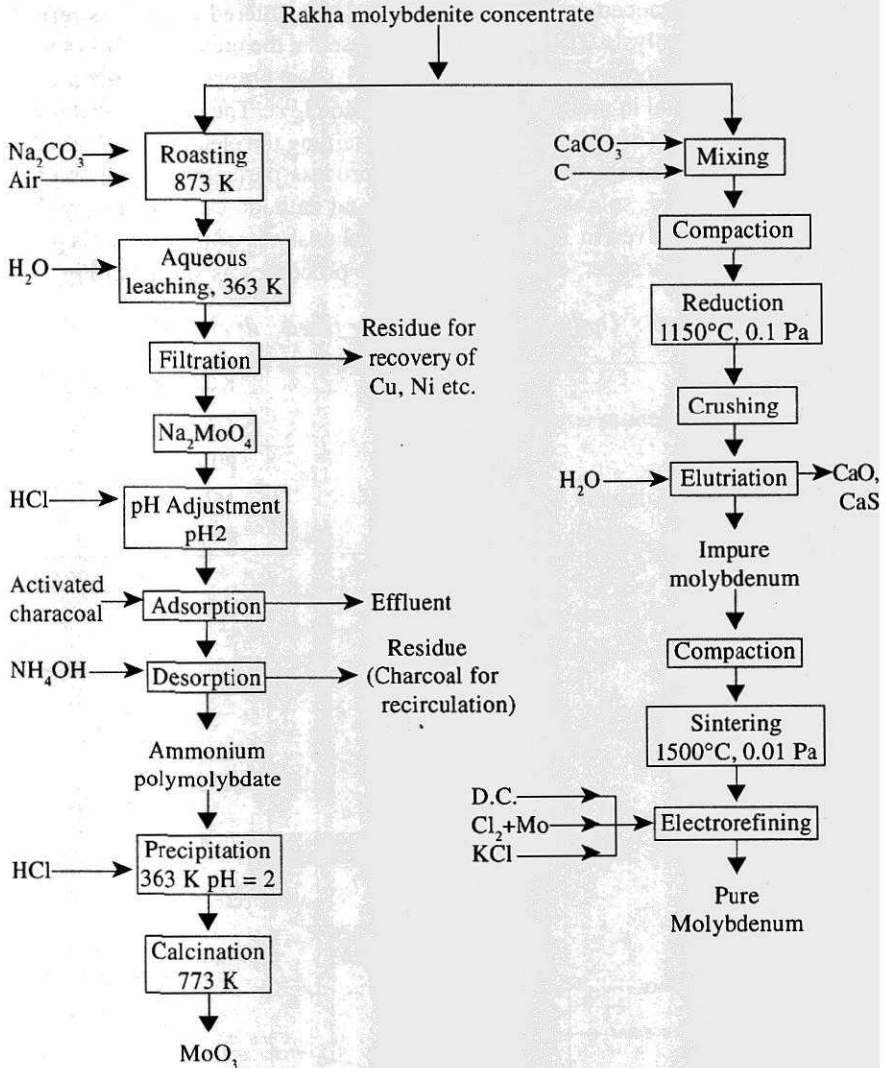 Rakha molybdenite concentrate
Na₂CO₃
Air
Roasting
873 K
H₂O
Aqueous
leaching, 363 K
Filtration
Residue for
recovery of
Cu, Ni etc.
Na₂MoO₄
HCl
pH Adjustment
pH2
Activated
characoal
Adsorption
Effluent
NH₄OH
Desorption
Residue
(Charcoal for
recirculation)
Ammonium
polymolybdate
HCl
Precipitation
363 K pH = 2
Calcination
773 K
MoO₃
CaCO₃
C
Mixing
Compaction
Reduction
1150°C, 0.1 Pa
Crushing
H₂O
Elutriation
CaO,
CaS
Impure
molybdenum
Compaction
Sintering
1500°C, 0.01 Pa
D.C.
Cl₂+Mo
KCl
Electrorefining
Pure
Molybdenum